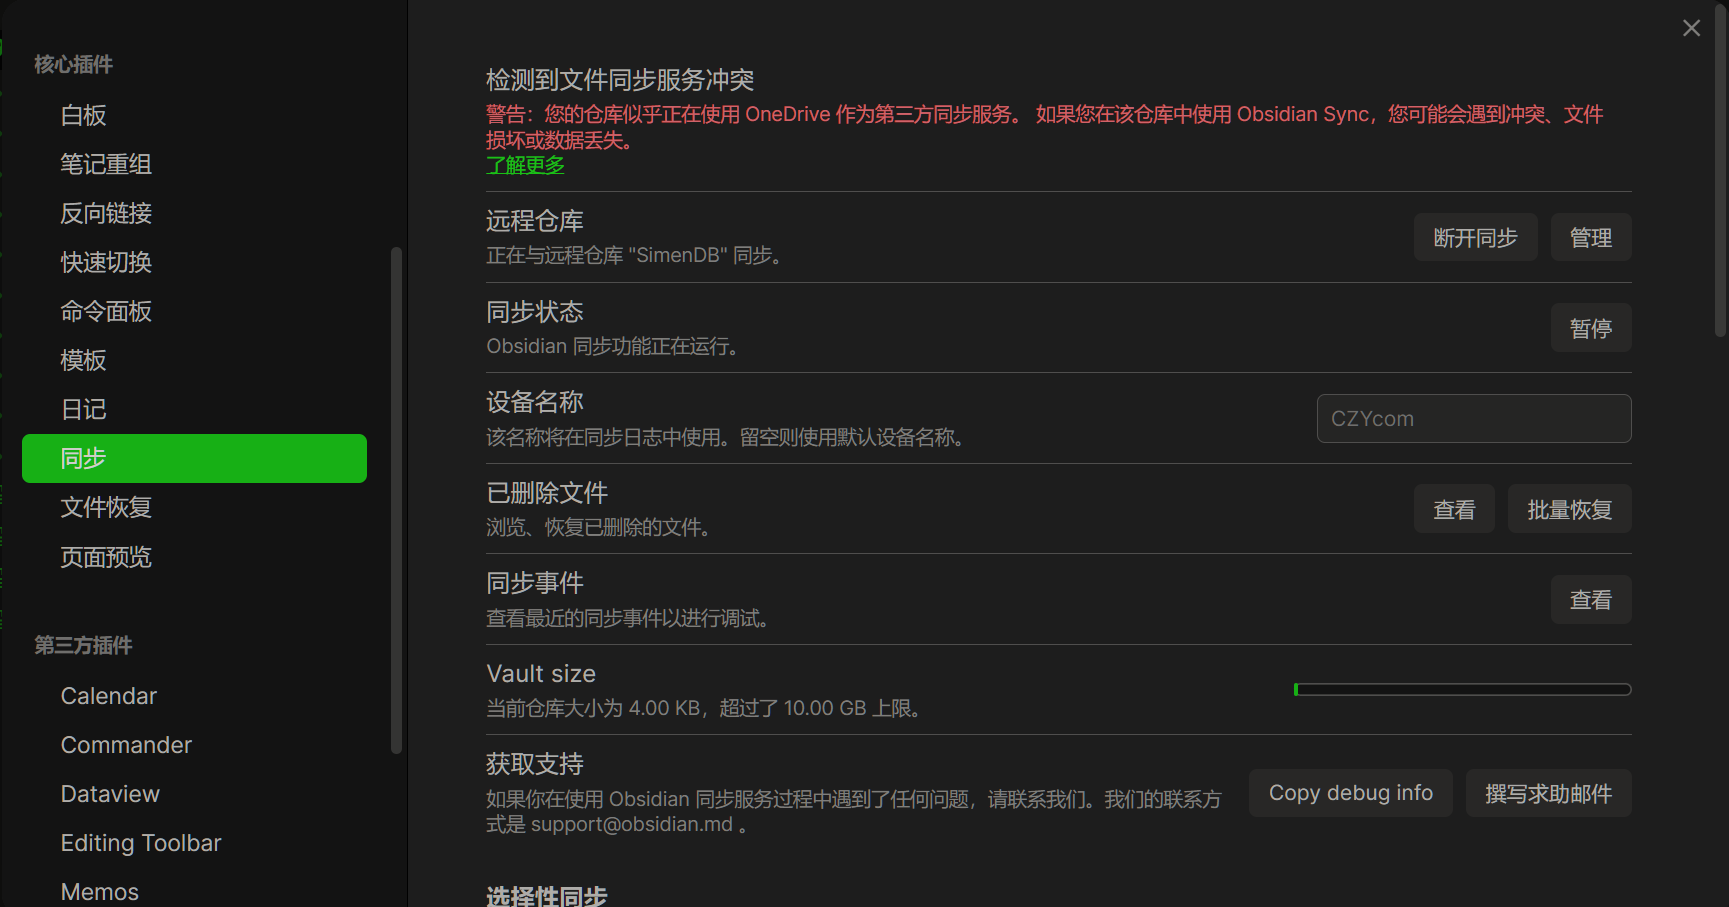 核心插件
白板
笔记重组
反向链接
快速切换
命令面板
模板
日记
同步
文件恢复
页面预览
第三方插件
Calendar
Commander
Dataview
Editing Toolbar
Memos
检测到文件同步服务冲突
警告：您的仓库似乎正在使用 OneDrive 作为第三方同步服务。 如果您在该仓库中使用 Obsidian Sync，您可能会遇到冲突、文件
损坏或数据丢失。
了解更多
远程仓库
正在与远程仓库 "SimenDB" 同步。
断开同步
管理
同步状态
Obsidian 同步功能正在运行。
暂停
设备名称
该名称将在同步日志中使用。留空则使用默认设备名称。
CZYcom
已删除文件
浏览、恢复已删除的文件。
查看
批量恢复
同步事件
查看最近的同步事件以进行调试。
查看
Vault size
当前仓库大小为 4.00 KB，超过了 10.00 GB 上限。
获取支持
如果你在使用 Obsidian 同步服务过程中遇到了任何问题，请联系我们。我们的联系方
式是 support@obsidian.md 。
Copy debug info
撰写求助邮件
选择性同步